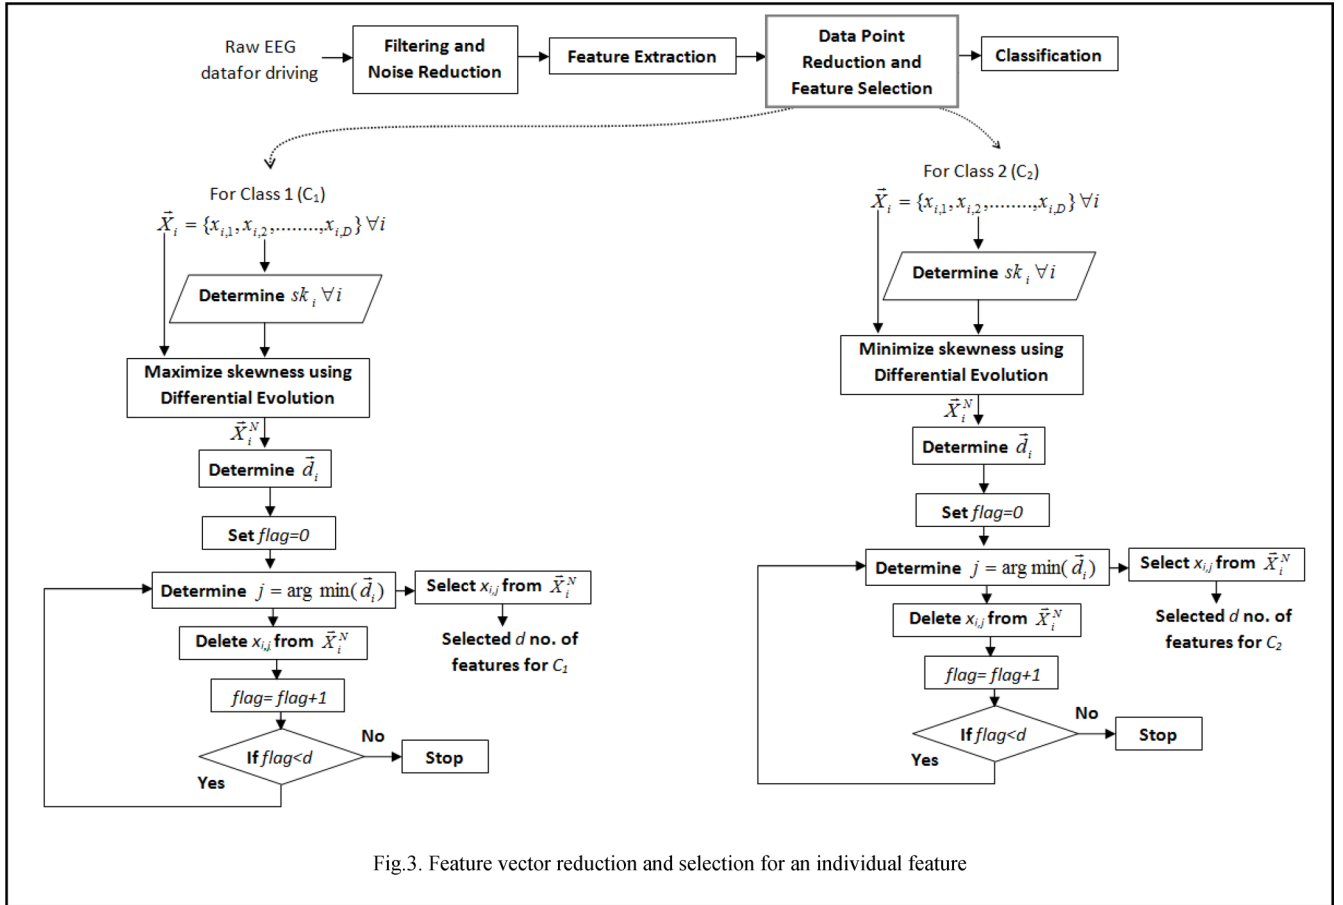 Raw EEG
datafor driving
Filtering and
Noise Reduction
Feature Extraction
Data Point
Reduction and
Feature Selection
Classification
For Class 1 (C₁)
X⃗ᵢ = {xᵢ,₁, xᵢ,₂,........,xᵢ,D} ∀i
Determine skᵢ ∀i
Maximize skewness using
Differential Evolution
X⃗ᵢᴺ
Determine d⃗ᵢ
Set flag=0
Determine j = arg min(d⃗ᵢ)
Select xᵢ,ⱼ from X⃗ᵢᴺ
Delete xᵢ,ⱼ from X⃗ᵢᴺ
Selected d no. of
features for C₁
flag= flag+1
If flag<d
No
Stop
Yes
For Class 2 (C₂)
X⃗ᵢ = {xᵢ,₁, xᵢ,₂,........,xᵢ,D} ∀i
Determine skᵢ ∀i
Minimize skewness using
Differential Evolution
X⃗ᵢᴺ
Determine d⃗ᵢ
Set flag=0
Determine j = arg min(d⃗ᵢ)
Select xᵢ,ⱼ from X⃗ᵢᴺ
Delete xᵢ,ⱼ from X⃗ᵢᴺ
Selected d no. of
features for C₂
flag= flag+1
If flag<d
No
Stop
Yes
Fig.3. Feature vector reduction and selection for an individual feature